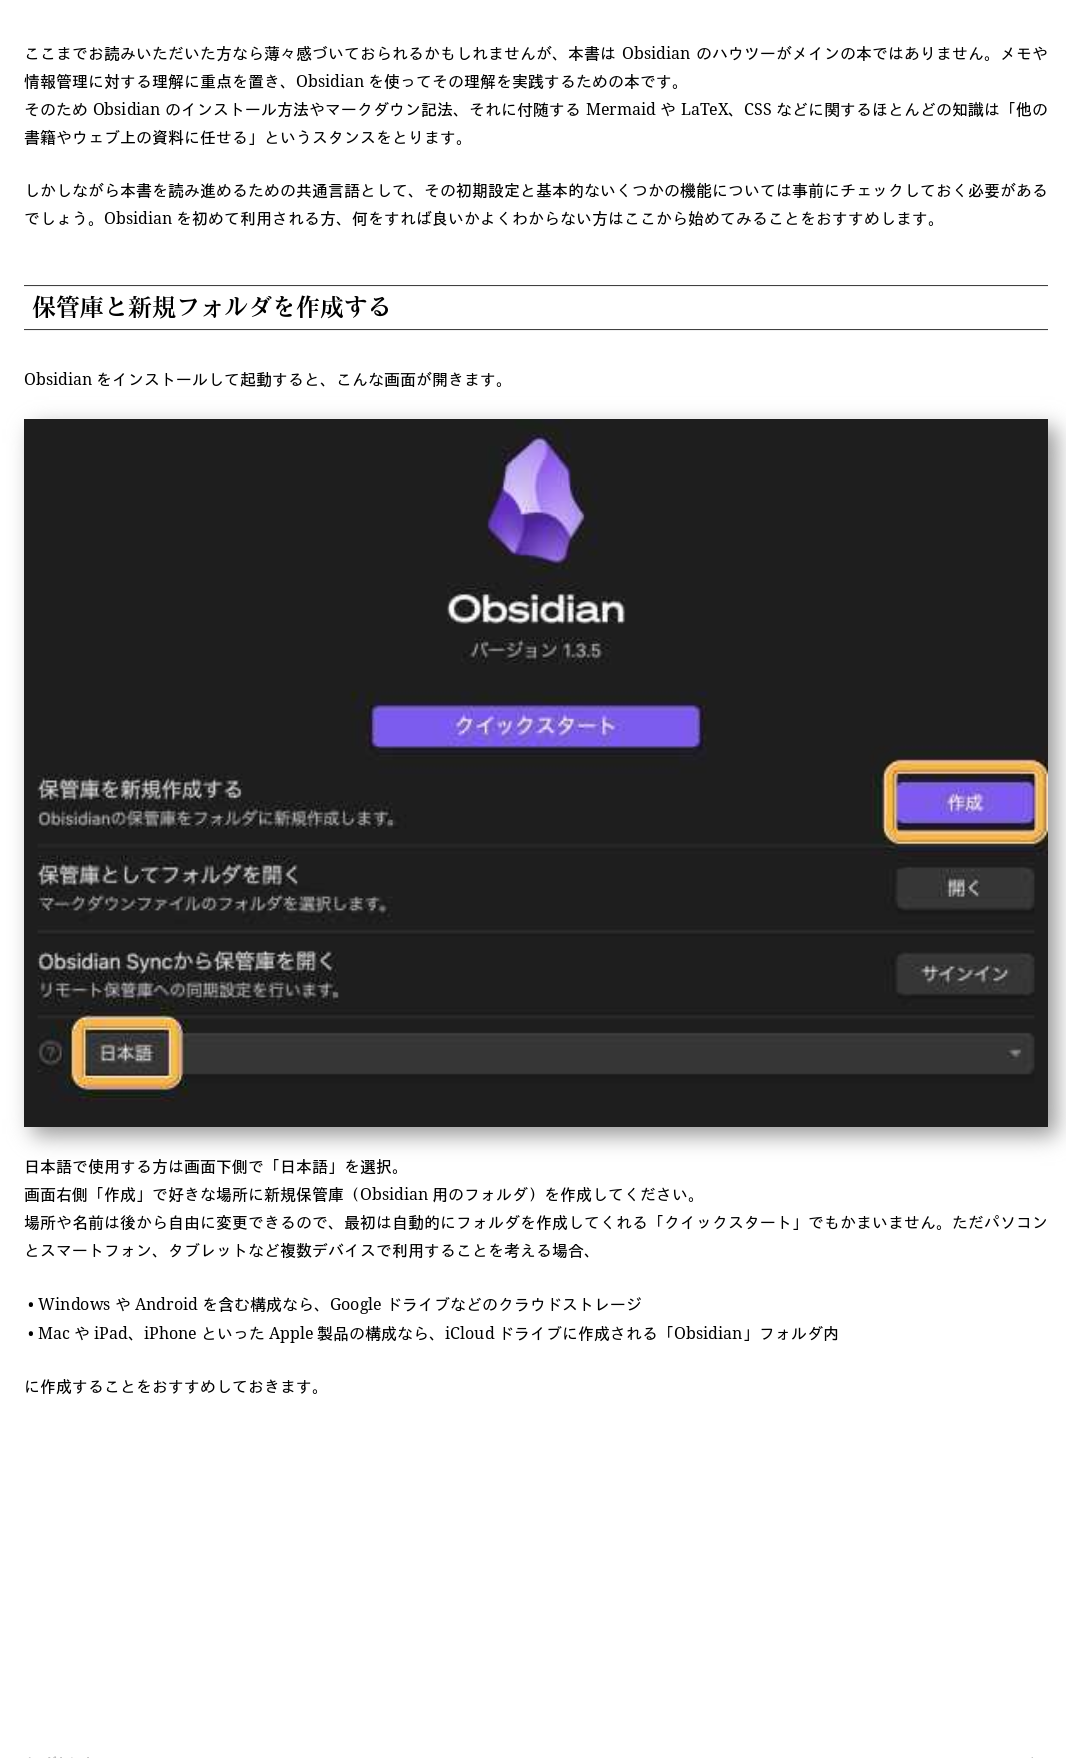 ここまでお読みいただいた方なら薄々感づいておられるかもしれませんが、本書は Obsidian のハウツーがメインの本ではありません。メモや
情報管理に対する理解に重点を置き、Obsidian を使ってその理解を実践するための本です。
そのため Obsidian のインストール方法やマークダウン記法、それに付随する Mermaid や LaTeX、CSS などに関するほとんどの知識は「他の
書籍やウェブ上の資料に任せる」というスタンスをとります。
しかしながら本書を読み進めるための共通言語として、その初期設定と基本的ないくつかの機能については事前にチェックしておく必要がある
でしょう。Obsidian を初めて利用される方、何をすれば良いかよくわからない方はここから始めてみることをおすすめします。
保管庫と新規フォルダを作成する
Obsidian をインストールして起動すると、こんな画面が開きます。
Obsidian
バージョン 1.3.5
クイックスタート
保管庫を新規作成する
Obisidianの保管庫をフォルダに新規作成します。
作成
保管庫としてフォルダを開く
マークダウンファイルのフォルダを選択します。
開く
Obsidian Syncから保管庫を開く
リモート保管庫への同期設定を行います。
サインイン
?
日本語
日本語で使用する方は画面下側で「日本語」を選択。
画面右側「作成」で好きな場所に新規保管庫（Obsidian 用のフォルダ）を作成してください。
場所や名前は後から自由に変更できるので、最初は自動的にフォルダを作成してくれる「クイックスタート」でもかまいません。ただパソコン
とスマートフォン、タブレットなど複数デバイスで利用することを考える場合、
• Windows や Android を含む構成なら、Google ドライブなどのクラウドストレージ
• Mac や iPad、iPhone といった Apple 製品の構成なら、iCloud ドライブに作成される「Obsidian」フォルダ内
に作成することをおすすめしておきます。